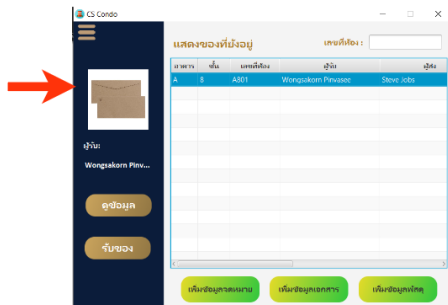 CS Condo
แสดงของที่ยังอยู่
เลขที่ห้อง :
อาคาร ชั้น เลขที่ห้อง ผู้รับ ผู้ส่ง
A 8 A801 Wongsakorn Pinvasee Steve Jobs
ผู้รับ:
Wongsakorn Pinv...
ดูข้อมูล
รับของ
เพิ่มข้อมูลจดหมาย เพิ่มข้อมูลเอกสาร เพิ่มข้อมูลพัสดุ